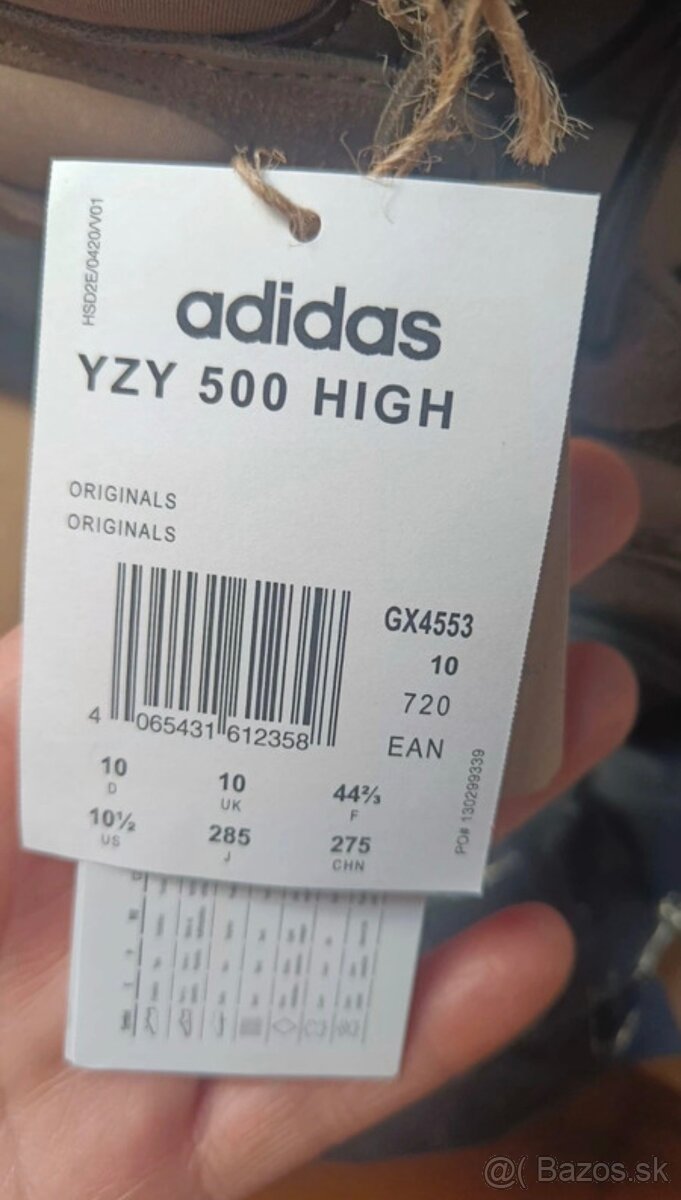 HSD2E/0420/V01
adidas
YZY 500 HIGH
ORIGINALS
ORIGINALS
GX4553
10
720
EAN
4 065431 612358
10 10 44⅔
D UK F
10½ 285 275
US J CHN
PO# 130299339
@( Bazos.sk